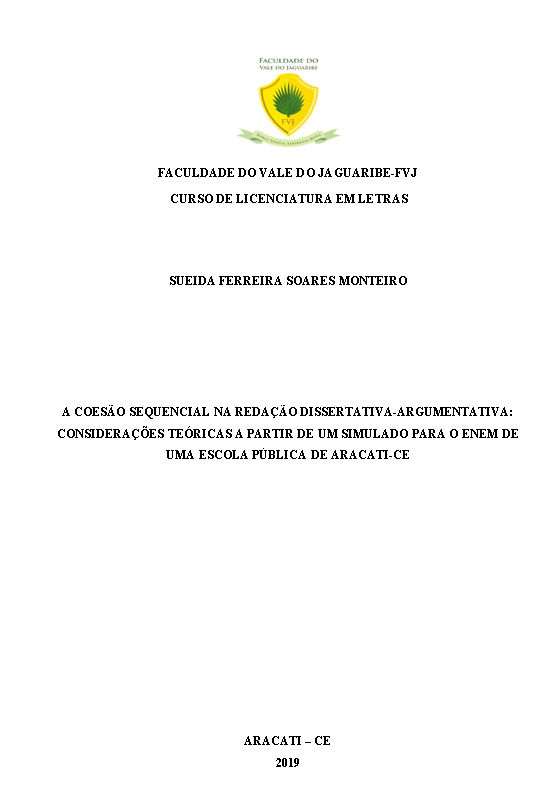 FACULDADE DO
VALE DO JAGUARIBE
FVJ
FACULDADE DO VALE DO JAGUARIBE-FVJ
CURSO DE LICENCIATURA EM LETRAS
SUEIDA FERREIRA SOARES MONTEIRO
A COESÃO SEQUENCIAL NA REDAÇÃO DISSERTATIVA-ARGUMENTATIVA:
CONSIDERAÇÕES TEÓRICAS A PARTIR DE UM SIMULADO PARA O ENEM DE
UMA ESCOLA PÚBLICA DE ARACATI-CE
ARACATI – CE
2019